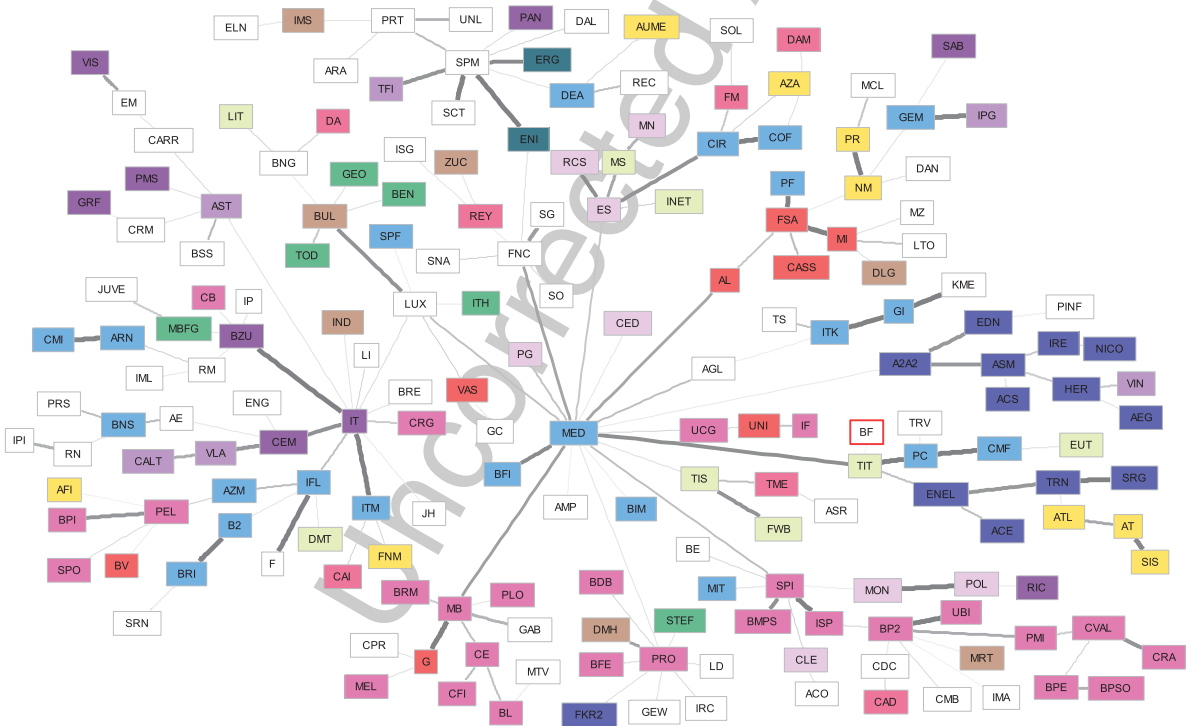 PAN
DAL
UNL
PRT
IMS
ELN
AUME
SOL
DAM
SAB
VIS
SPM
ERG
ARA
TFI
DEA
REC
AZA
MCL
EM
SCT
FM
GEM
IPG
LIT
DA
MN
CARR
ENI
CIR
COF
PR
BNG
ISG
ZUC
RCS
MS
DAN
PMS
GEO
PF
NM
GRF
AST
BEN
ES
INET
BUL
REY
SG
FSA
MZ
CRM
SPF
MI
LTO
BSS
TOD
SNA
FNC
CASS
DLG
AL
JUVE
CB
IP
LUX
ITH
SO
KME
PINF
MBFG
BZU
IND
CED
TS
GI
EDN
CMI
ARN
ITK
IRE
NICO
LI
PG
AGL
A2A2
ASM
IML
RM
BRE
VAS
HER
VIN
ACS
PRS
ENG
AE
IT
CRG
AEG
BNS
GC
MED
UCG
UNI
IF
BF
TRV
IPI
RN
CEM
EUT
CALT
VLA
BFI
TIT
PC
CMF
AFI
AZM
IFL
TIS
TME
ENEL
TRN
SRG
BPI
PEL
ITM
JH
AMP
BIM
ASR
ATL
AT
B2
DMT
FWB
ACE
SPO
BV
BRI
F
FNM
BE
SIS
CAI
BRM
PLO
BDB
MIT
SPI
MON
POL
RIC
SRN
MB
GAB
STEF
BMPS
ISP
UBI
DMH
BP2
PMI
CVAL
CPR
G
CE
BFE
PRO
LD
CLE
CDC
MRT
CRA
MEL
CFI
MTV
ACO
CAD
CMB
IMA
BPE
BPSO
BL
FKR2
GEW
IRC
Uncorrected